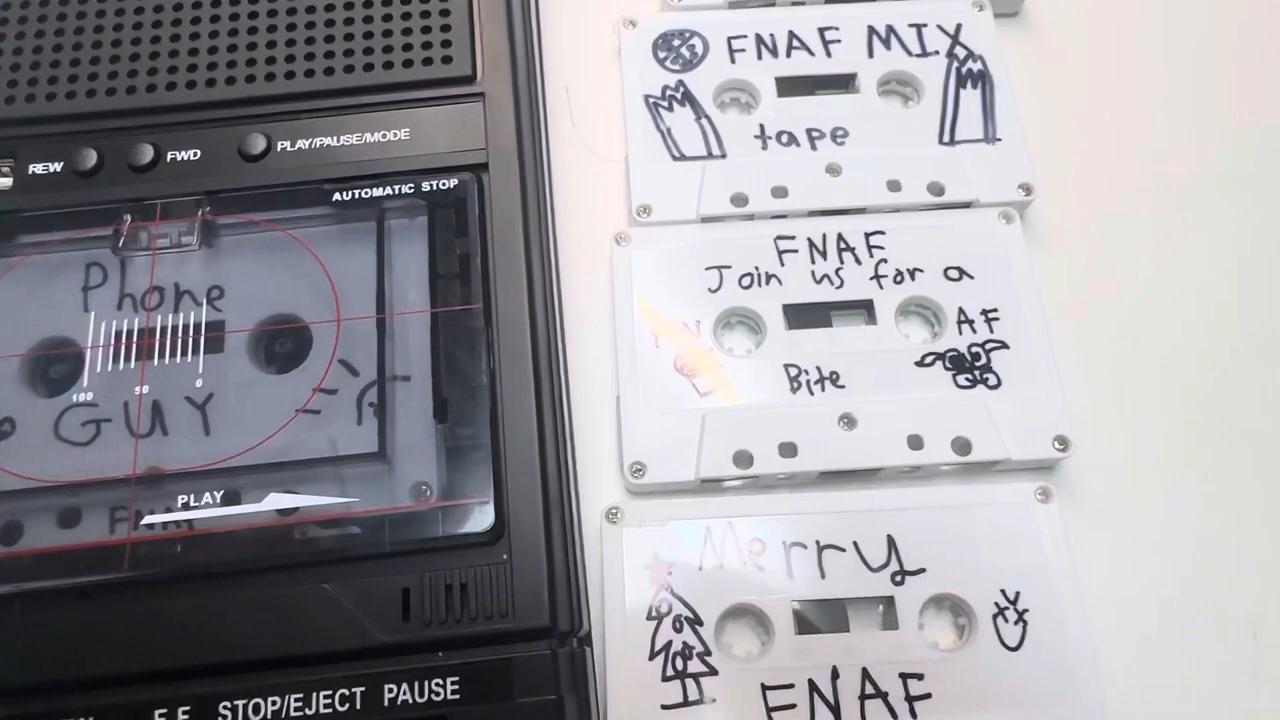 REW
FWD
PLAY/PAUSE/MODE
AUTOMATIC STOP
Phone
100 50 0
GUY
PLAY
FNAF
F.F. STOP/EJECT PAUSE
FNAF MIX
tape
FNAF
Join us for a
AF
Bite
Merry
FNAF